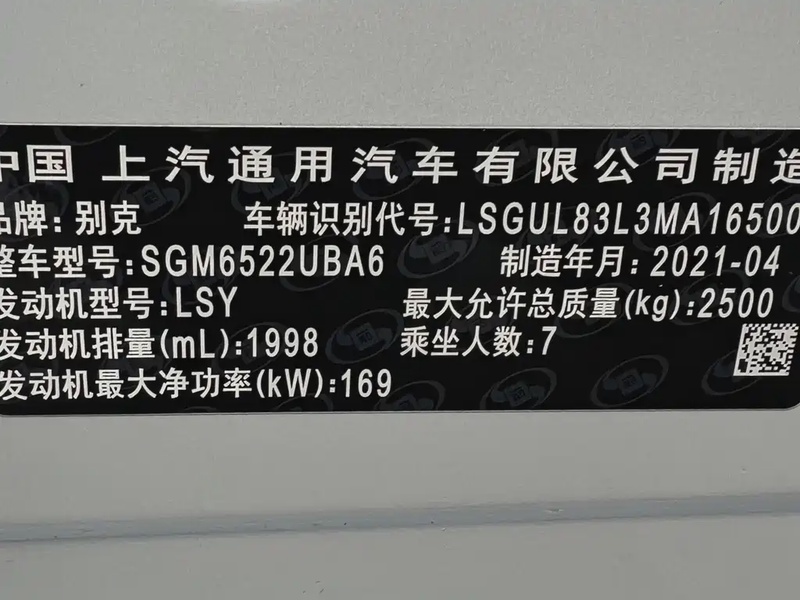 中国 上汽通用汽车有限公司制造
品牌: 别克 车辆识别代号:LSGUL83L3MA16500
整车型号:SGM6522UBA6 制造年月: 2021-04
发动机型号:LSY 最大允许总质量(kg):2500
发动机排量(mL):1998 乘坐人数:7
发动机最大净功率(kW):169